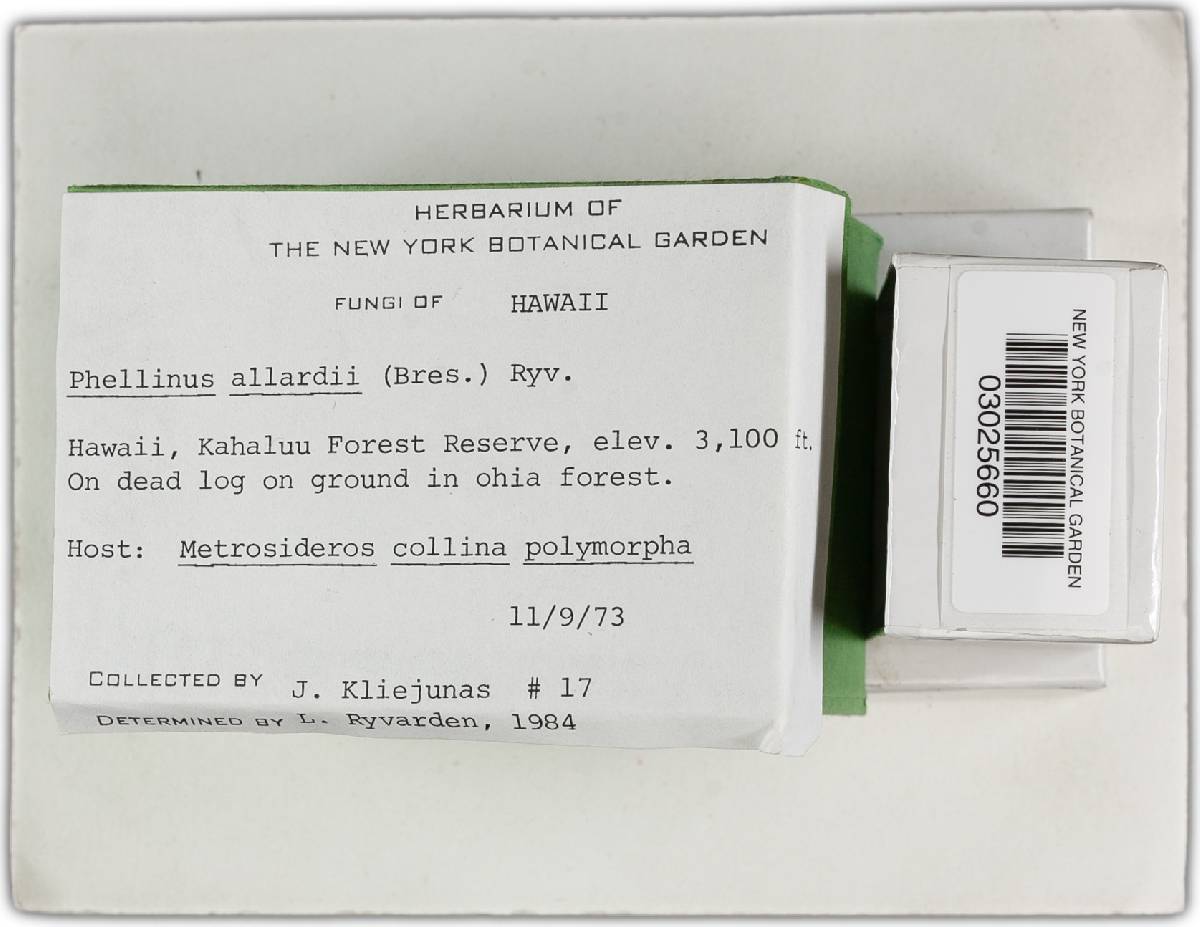 HERBARIUM OF
THE NEW YORK BOTANICAL GARDEN
FUNGI OF HAWAII
Phellinus allardii (Bres.) Ryv.
Hawaii, Kahaluu Forest Reserve, elev. 3,100 ft.
On dead log on ground in ohia forest.
Host: Metrosideros collina polymorpha
11/9/73
COLLECTED BY J. Kliejunas # 17
DETERMINED BY L. Ryvarden, 1984
NEW YORK BOTANICAL GARDEN
03025660